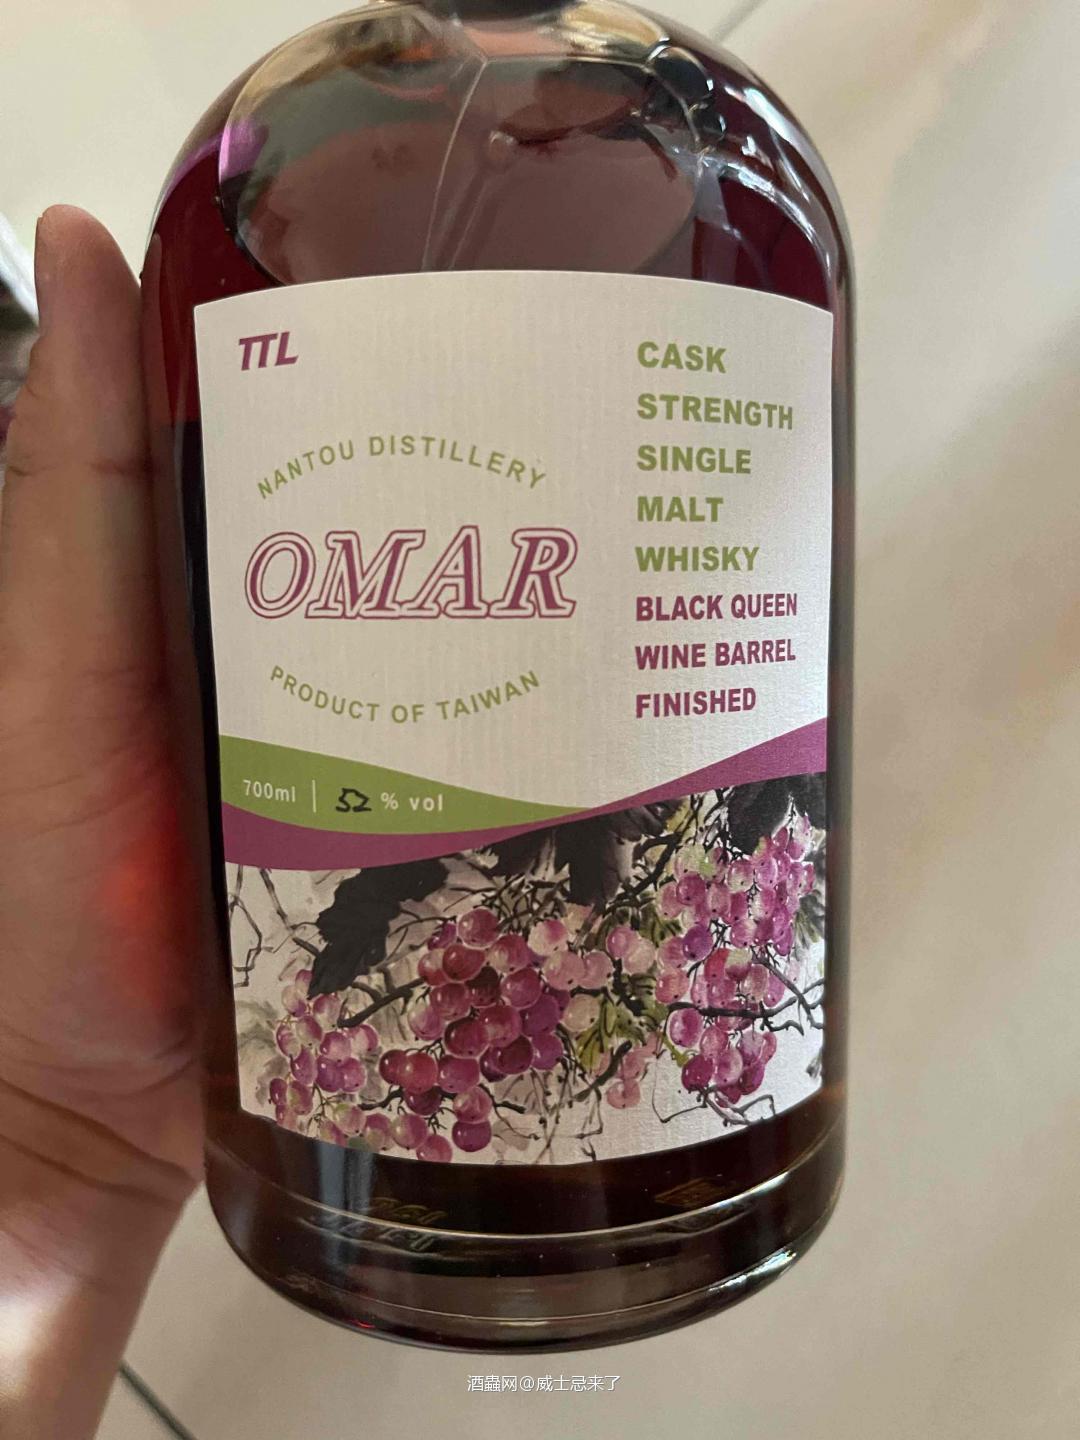 TTL
NANTOU DISTILLERY
OMAR
PRODUCT OF TAIWAN
CASK
STRENGTH
SINGLE
MALT
WHISKY
BLACK QUEEN
WINE BARREL
FINISHED
700ml | 52 % vol
酒蟲网@威士忌来了